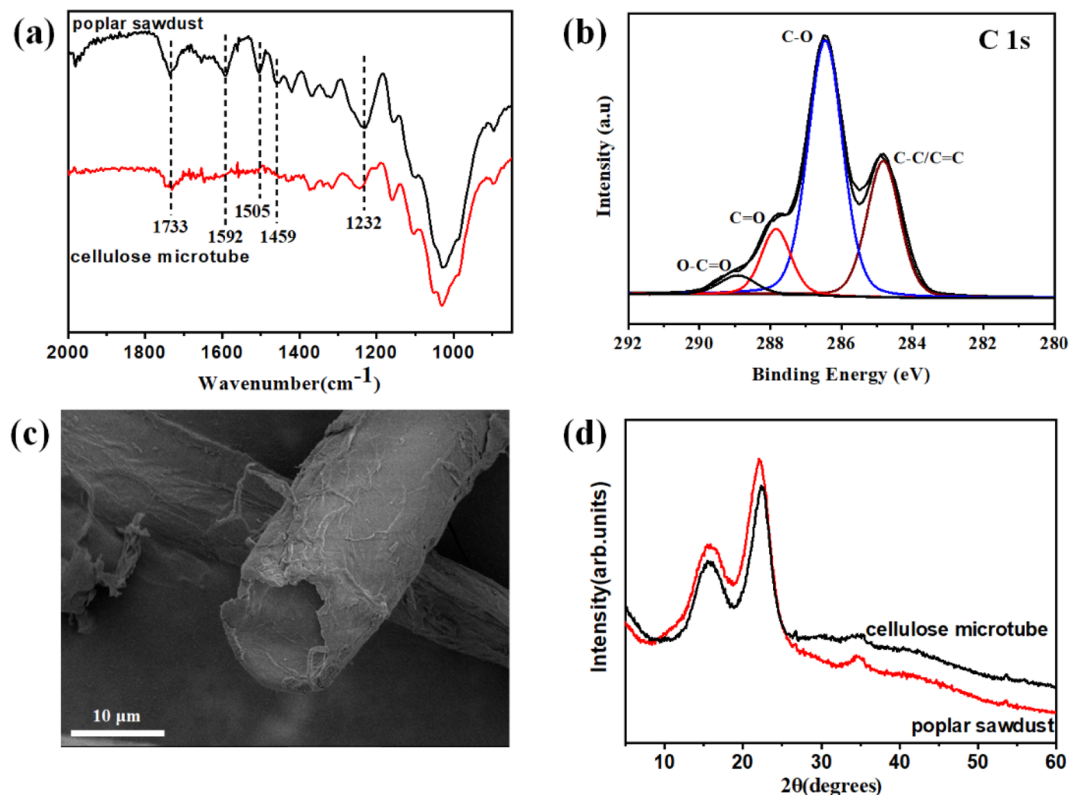 (a)
poplar sawdust
1733
1592
1505
1459
1232
cellulose microtube
2000 1800 1600 1400 1200 1000
Wavenumber(cm-1)
(b)
C 1s
C-O
C-C/C=C
C=O
O-C=O
Intensity (a.u)
292 290 288 286 284 282 280
Binding Energy (eV)
(c)
10 μm
(d)
Intensity(arb.units)
cellulose microtube
poplar sawdust
10 20 30 40 50 60
2θ(degrees)